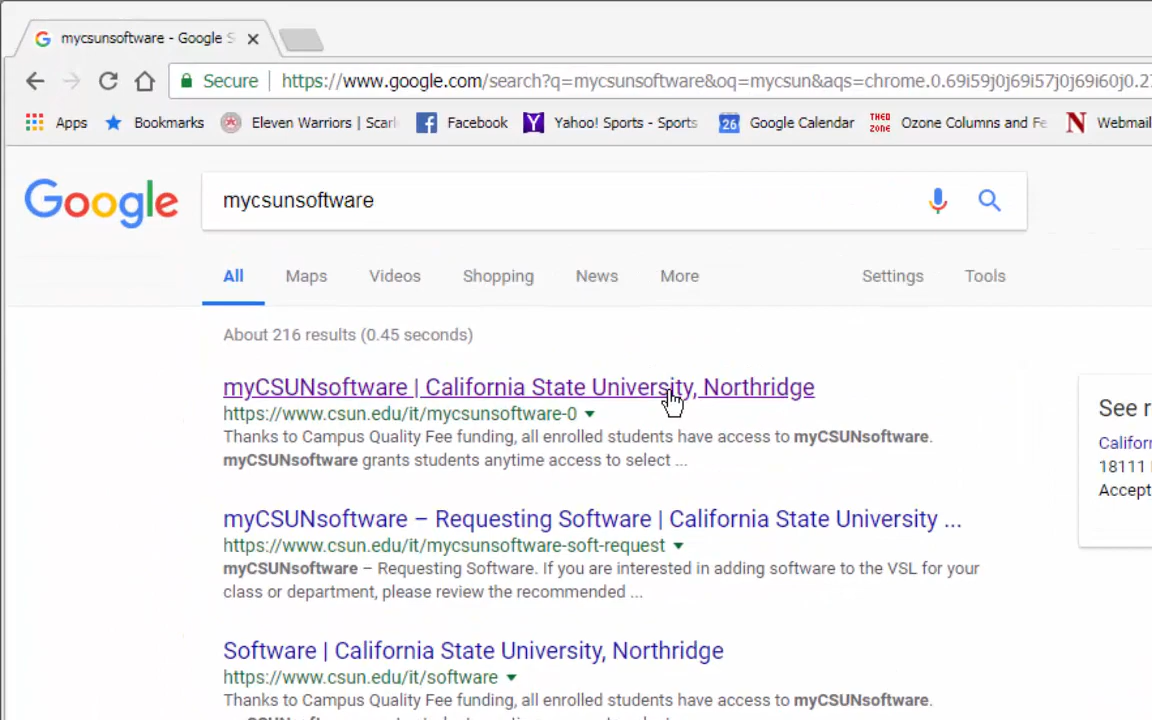 mycsunsoftware - Google S
Secure https://www.google.com/search?q=mycsunsoftware&oq=mycsun&aqs=chrome.0.69i59j0j69i57j0j69i60j0.2
Apps Bookmarks Eleven Warriors | Scarl Facebook Yahoo! Sports - Sports 26 Google Calendar THE O ZONE Ozone Columns and Fe N Webmail
Google mycsunsoftware
All Maps Videos Shopping News More Settings Tools
About 216 results (0.45 seconds)
myCSUNsoftware | California State University, Northridge
https://www.csun.edu/it/mycsunsoftware-0
Thanks to Campus Quality Fee funding, all enrolled students have access to myCSUNsoftware.
myCSUNsoftware grants students anytime access to select ...
myCSUNsoftware – Requesting Software | California State University ...
https://www.csun.edu/it/mycsunsoftware-soft-request
myCSUNsoftware – Requesting Software. If you are interested in adding software to the VSL for your
class or department, please review the recommended ...
Software | California State University, Northridge
https://www.csun.edu/it/software
Thanks to Campus Quality Fee funding, all enrolled students have access to myCSUNsoftware.
See r
Californ
18111
Accept